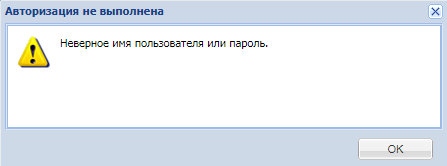 Авторизация не выполнена
Неверное имя пользователя или пароль.
OK